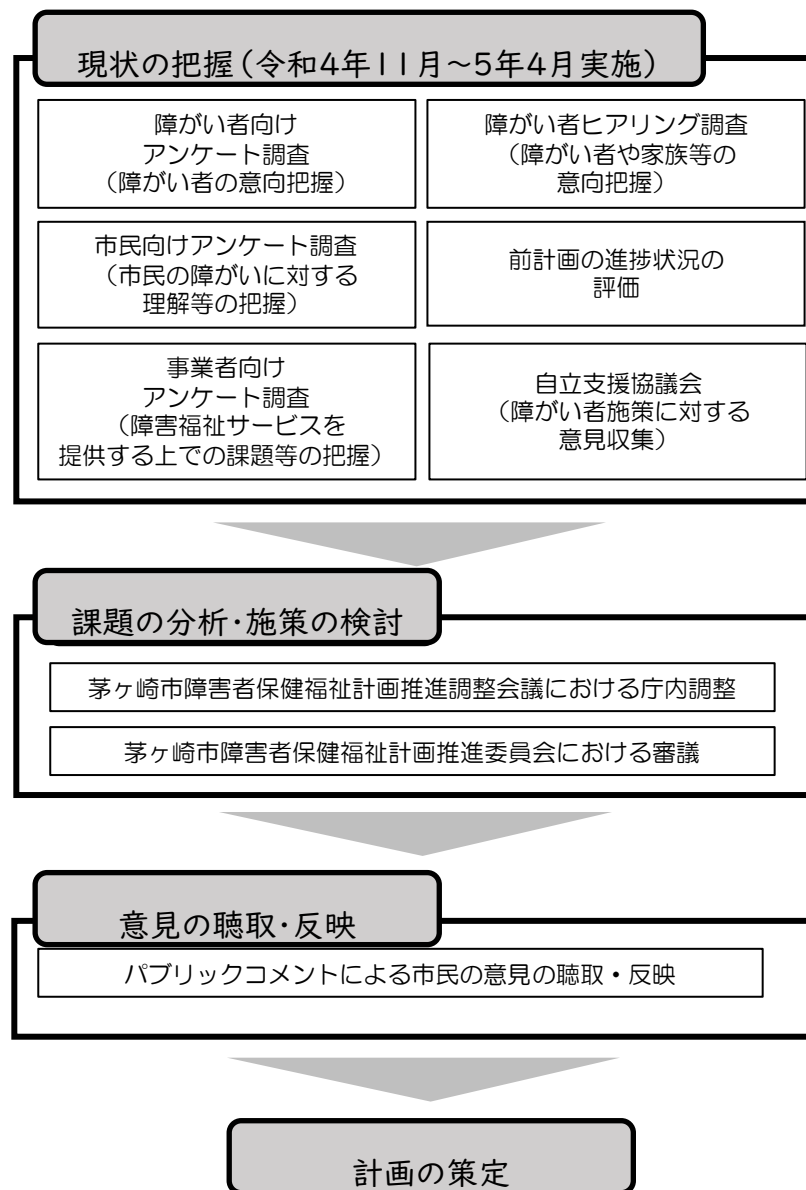 現状の把握（令和4年11月～5年4月実施）
障がい者向け
アンケート調査
（障がい者の意向把握）
障がい者ヒアリング調査
（障がい者や家族等の
意向把握）
市民向けアンケート調査
（市民の障がいに対する
理解等の把握）
前計画の進捗状況の
評価
事業者向け
アンケート調査
（障害福祉サービスを
提供する上での課題等の把握）
自立支援協議会
（障がい者施策に対する
意見収集）
課題の分析・施策の検討
茅ヶ崎市障害者保健福祉計画推進調整会議における庁内調整
茅ヶ崎市障害者保健福祉計画推進委員会における審議
意見の聴取・反映
パブリックコメントによる市民の意見の聴取・反映
計画の策定